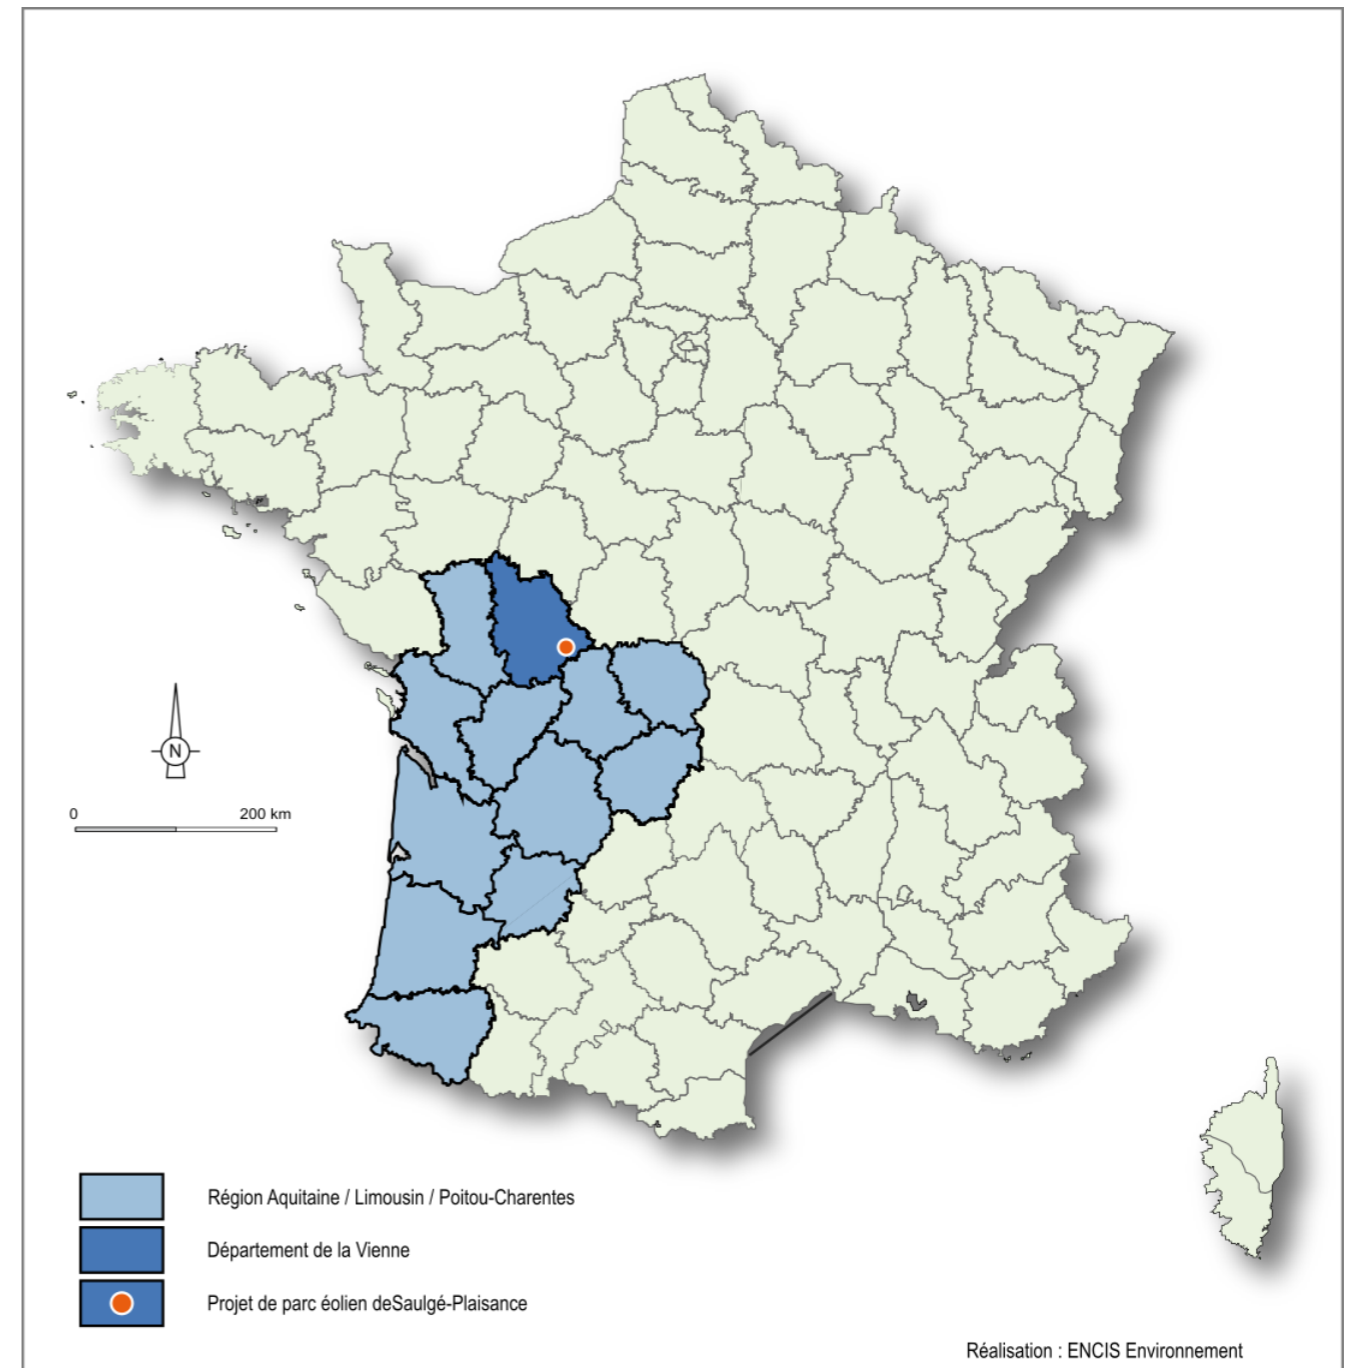 N
0 200 km
Région Aquitaine / Limousin / Poitou-Charentes
Département de la Vienne
Projet de parc éolien deSaulgé-Plaisance
Réalisation : ENCIS Environnement